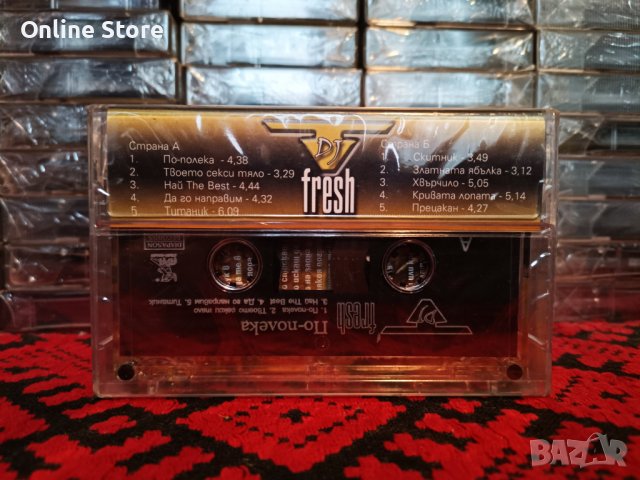 Online Store
Страна А
1. По-полека - 4,38
2. Твоето секси тяло - 3,29
3. Най The Best - 4,44
4. Да го направим - 4,32
5. Титаник - 6,09
DJ
fresh
Страна Б
1. Скитник - 3,49
2. Златната ябълка - 3,12
3. Хвърчило - 5,05
4. Кривата лопата - 5,14
5. Прецакан - 4,27
DIAPASON
A
DJ
fresh
По-полека
1. По-полека 2. Твоето секси тяло
3. Най The Best 4. Да го направим 5. Титаник
BAZAR